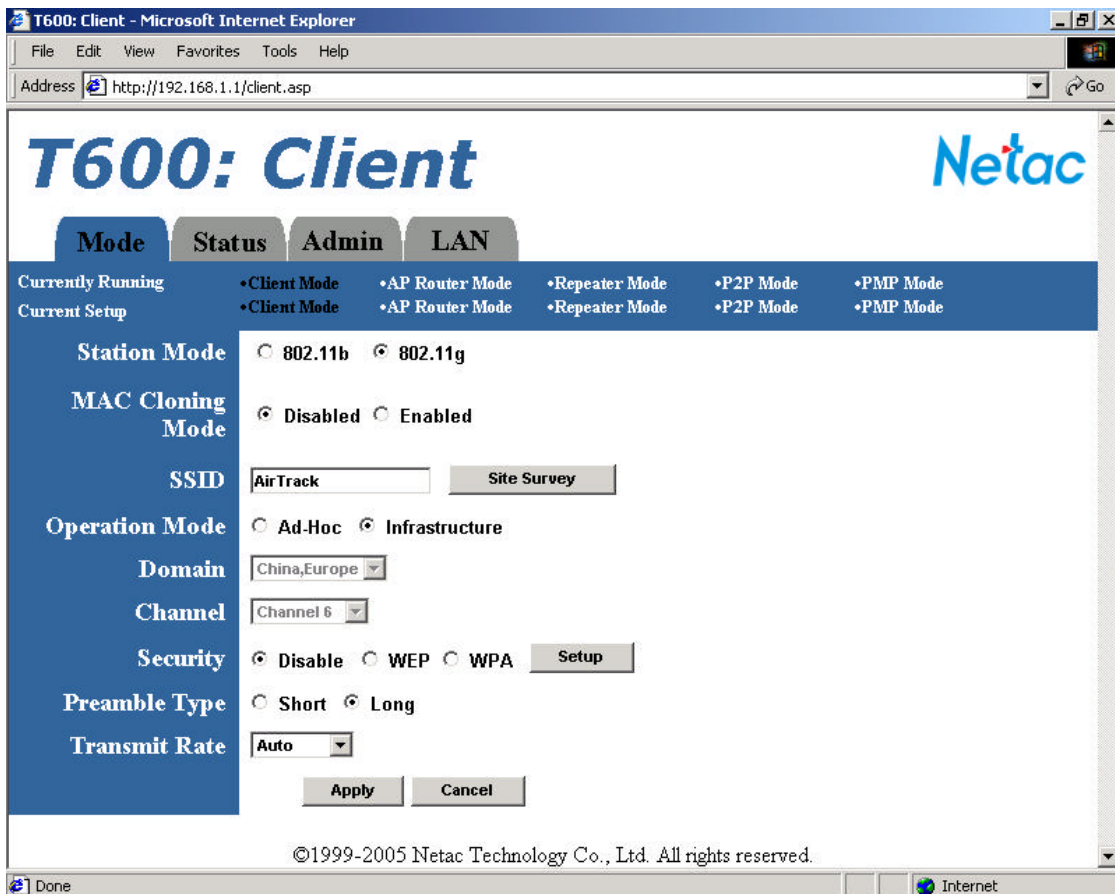 T600: Client - Microsoft Internet Explorer
File Edit View Favorites Tools Help
Address http://192.168.1.1/client.asp Go
T600: Client
Netac
Mode Status Admin LAN
Currently Running •Client Mode •AP Router Mode •Repeater Mode •P2P Mode •PMP Mode
Current Setup •Client Mode •AP Router Mode •Repeater Mode •P2P Mode •PMP Mode
Station Mode 802.11b 802.11g
MAC Cloning
Mode
Disabled Enabled
SSID AirTrack Site Survey
Operation Mode Ad-Hoc Infrastructure
Domain China,Europe
Channel Channel 6
Security Disable WEP WPA Setup
Preamble Type Short Long
Transmit Rate Auto
Apply Cancel
©1999-2005 Netac Technology Co., Ltd. All rights reserved.
Done Internet